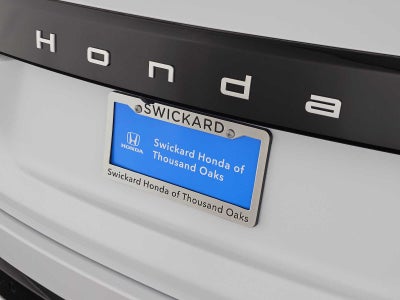 Honda
SWICKARD
HONDA
Swickard Honda of
Thousand Oaks
Swickard Honda of Thousand Oaks